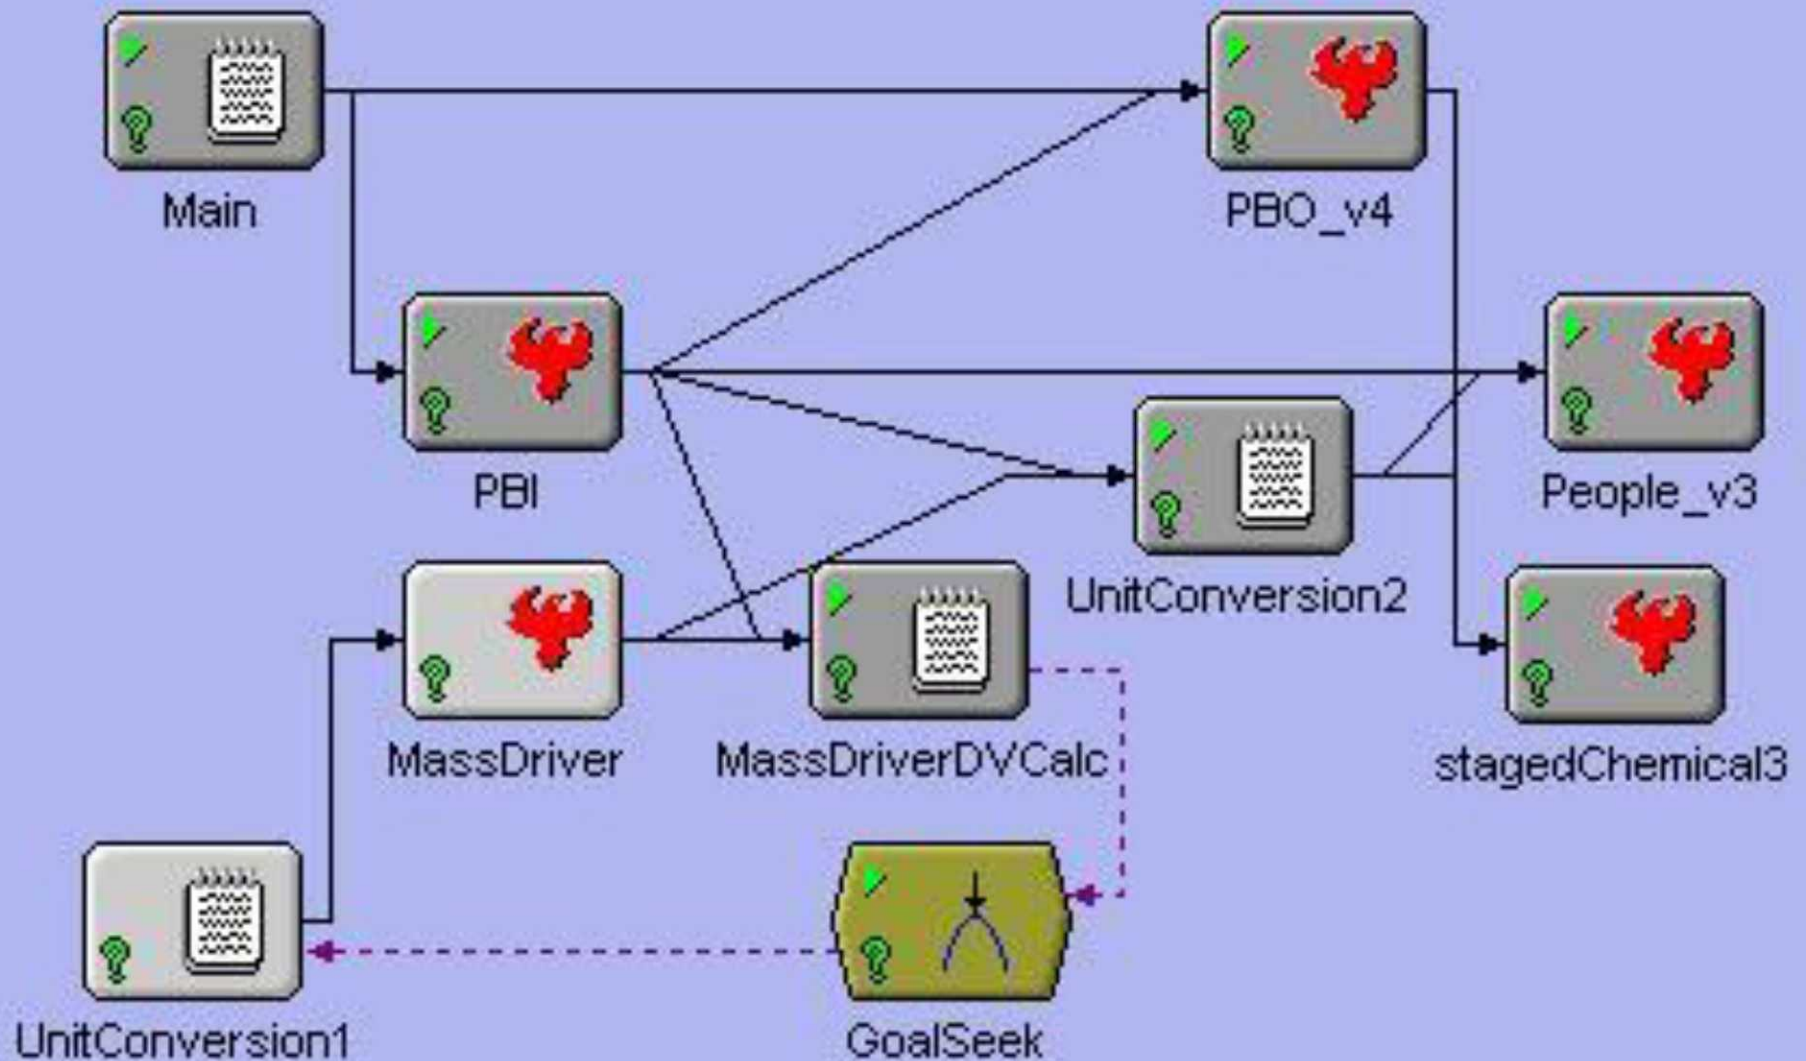 Main
PBO_v4
PBI
People_v3
UnitConversion2
MassDriver
MassDriverDVCalc
stagedChemical3
UnitConversion1
GoalSeek